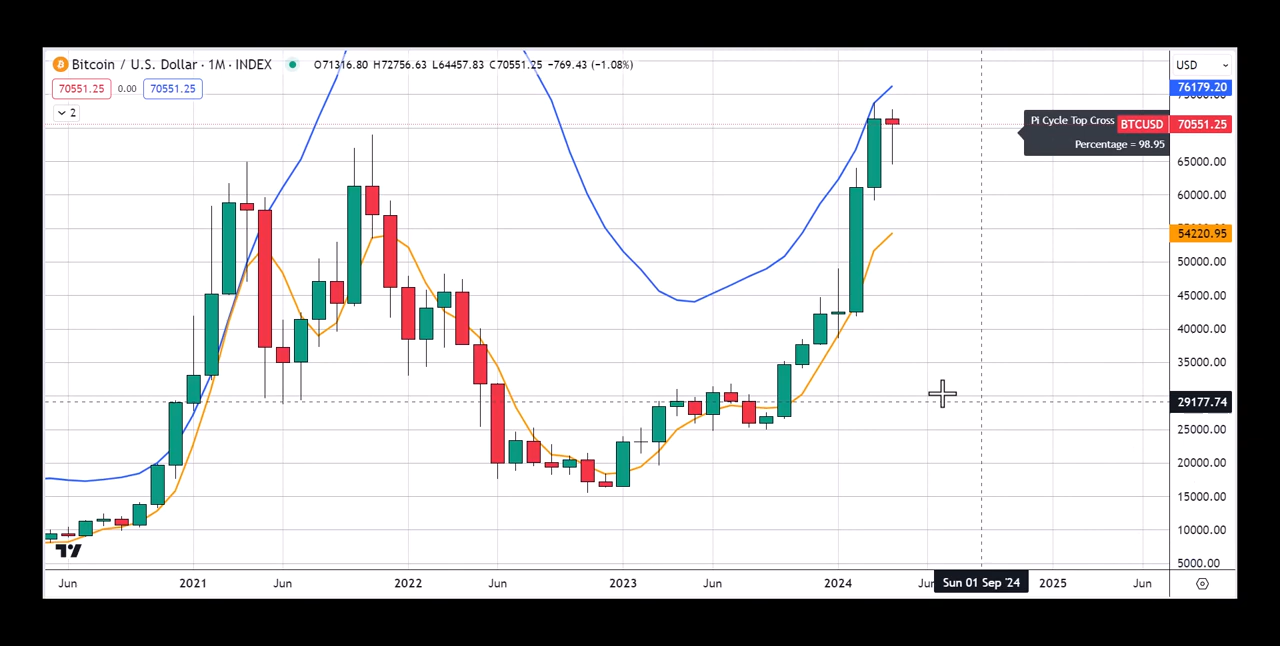 Bitcoin / U.S. Dollar · 1M · INDEX O71316.80 H72756.63 L64457.83 C70551.25 −769.43 (−1.08%)
70551.25 0.00 70551.25
2
USD
76179.20
Pi Cycle Top Cross BTCUSD 70551.25
Percentage = 98.95
65000.00
60000.00
54220.95
50000.00
45000.00
40000.00
35000.00
29177.74
25000.00
20000.00
15000.00
10000.00
5000.00
Jun 2021 Jun 2022 Jun 2023 Jun 2024 Sun 01 Sep '24 2025 Jun